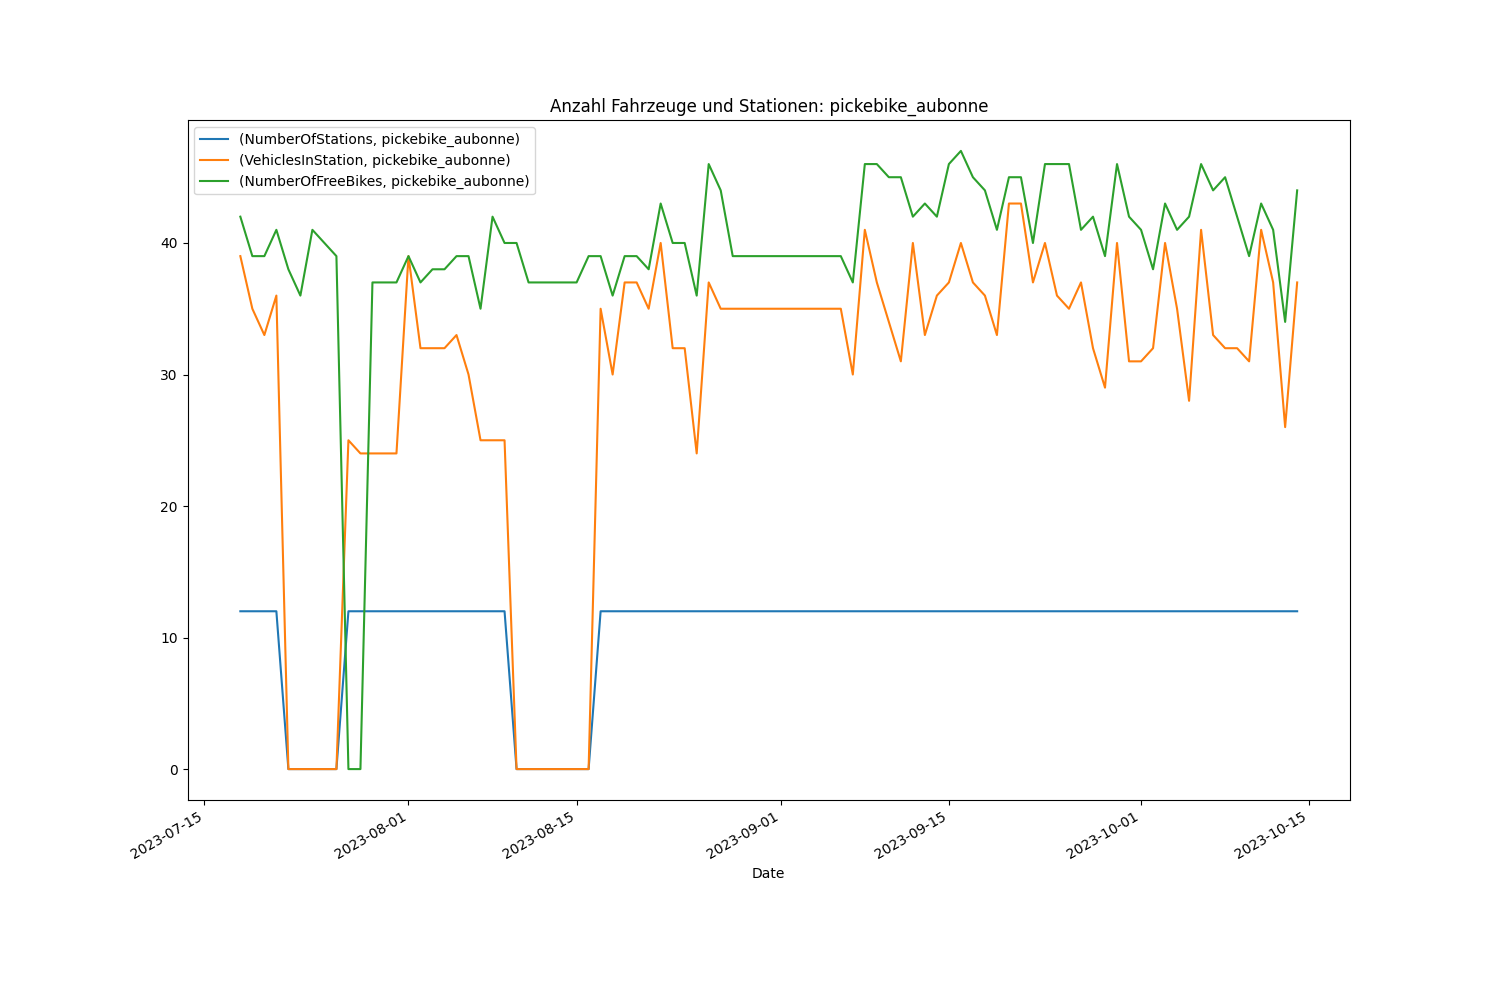 Anzahl Fahrzeuge und Stationen: pickebike_aubonne
(NumberOfStations, pickebike_aubonne)
(VehiclesInStation, pickebike_aubonne)
(NumberOfFreeBikes, pickebike_aubonne)
40
30
20
10
0
2023-07-15
2023-08-01
2023-08-15
2023-09-01
2023-09-15
2023-10-01
2023-10-15
Date